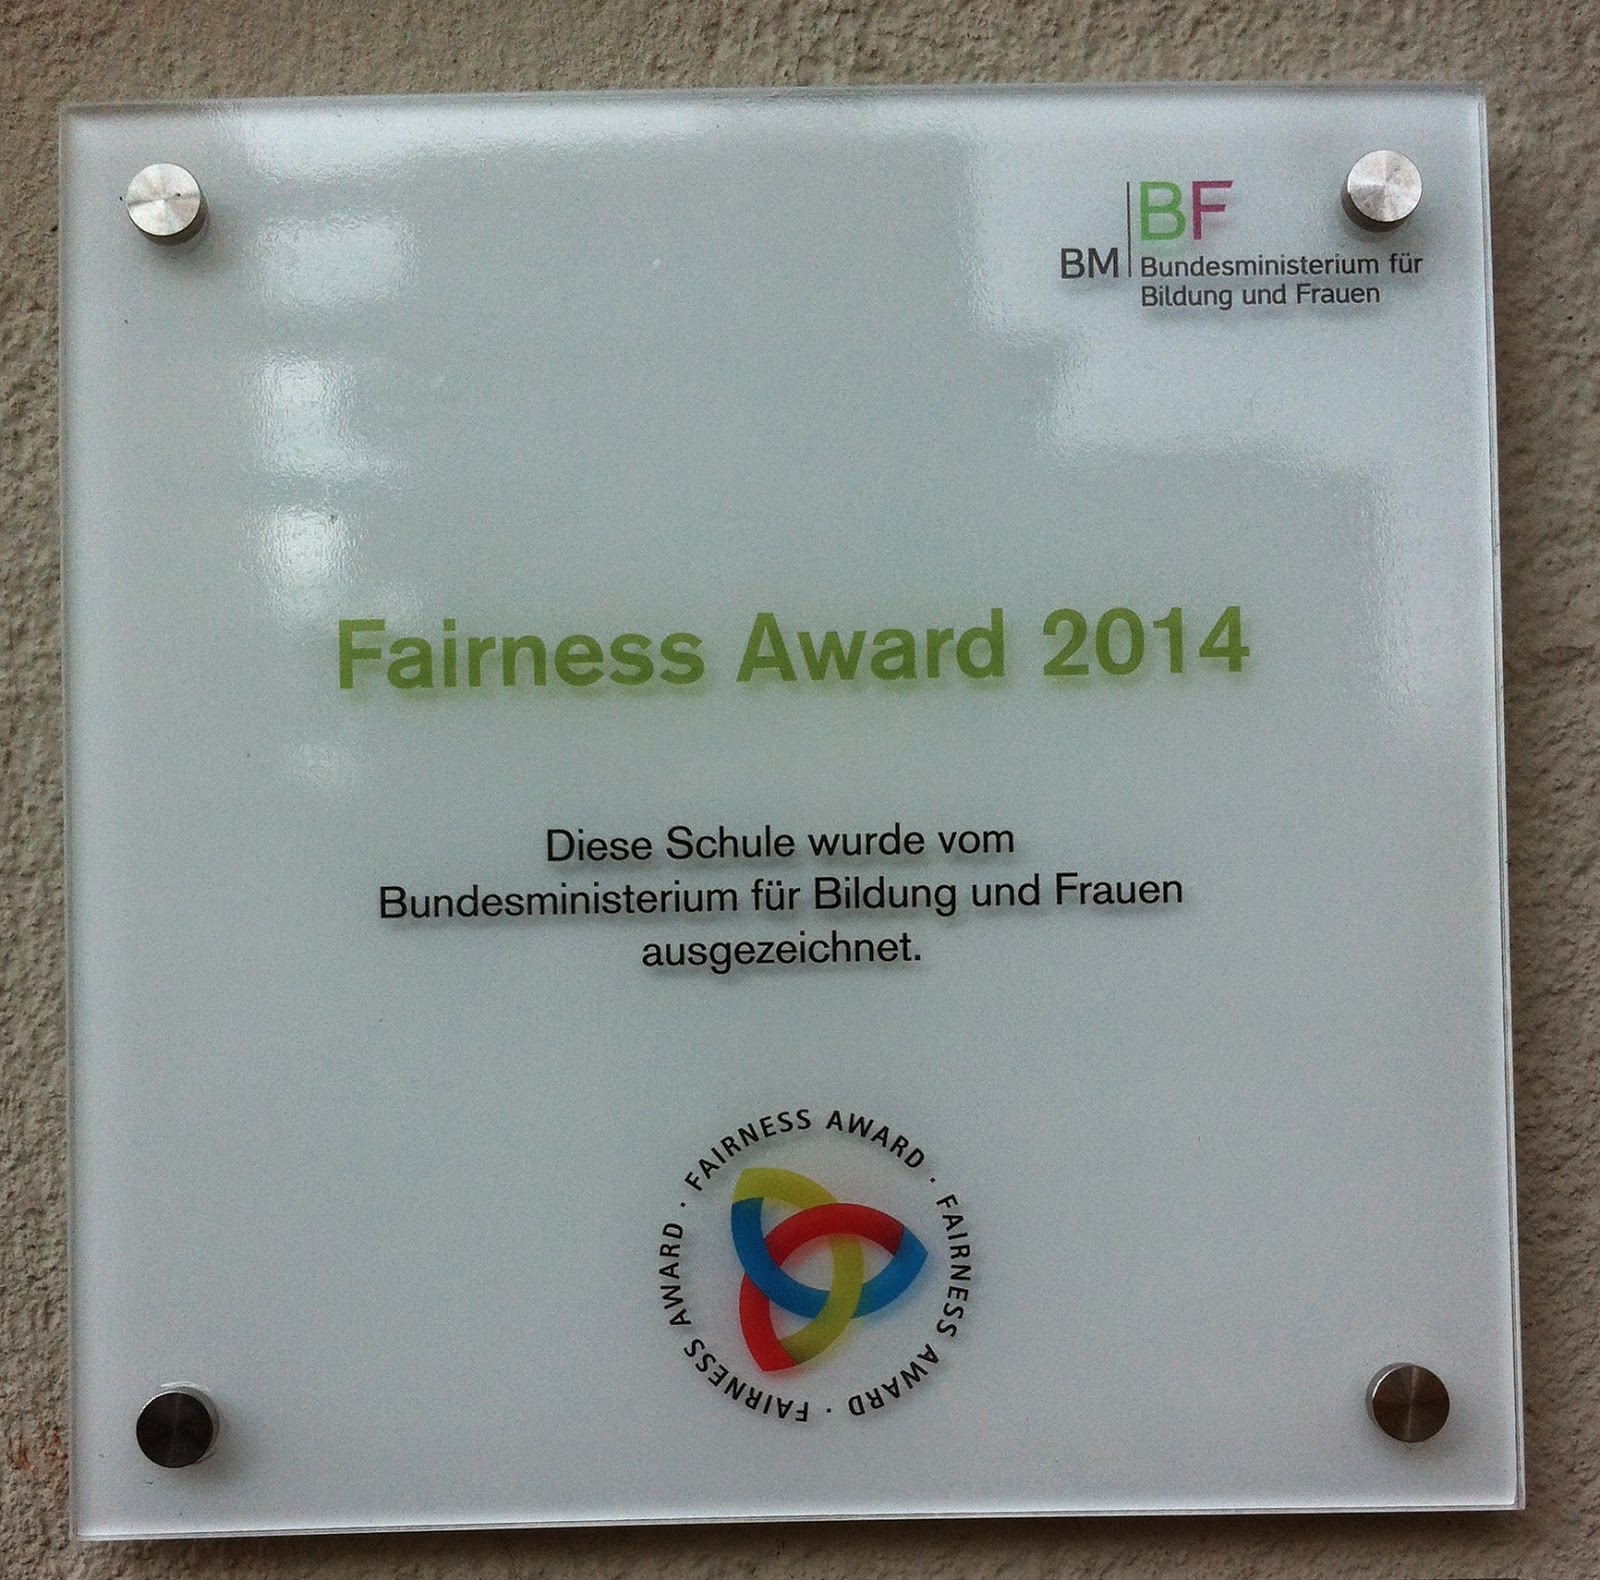 BF
BM Bundesministerium für
Bildung und Frauen
Fairness Award 2014
Diese Schule wurde vom
Bundesministerium für Bildung und Frauen
ausgezeichnet.
FAIRNESS AWARD · FAIRNESS AWARD · FAIRNESS AWARD ·